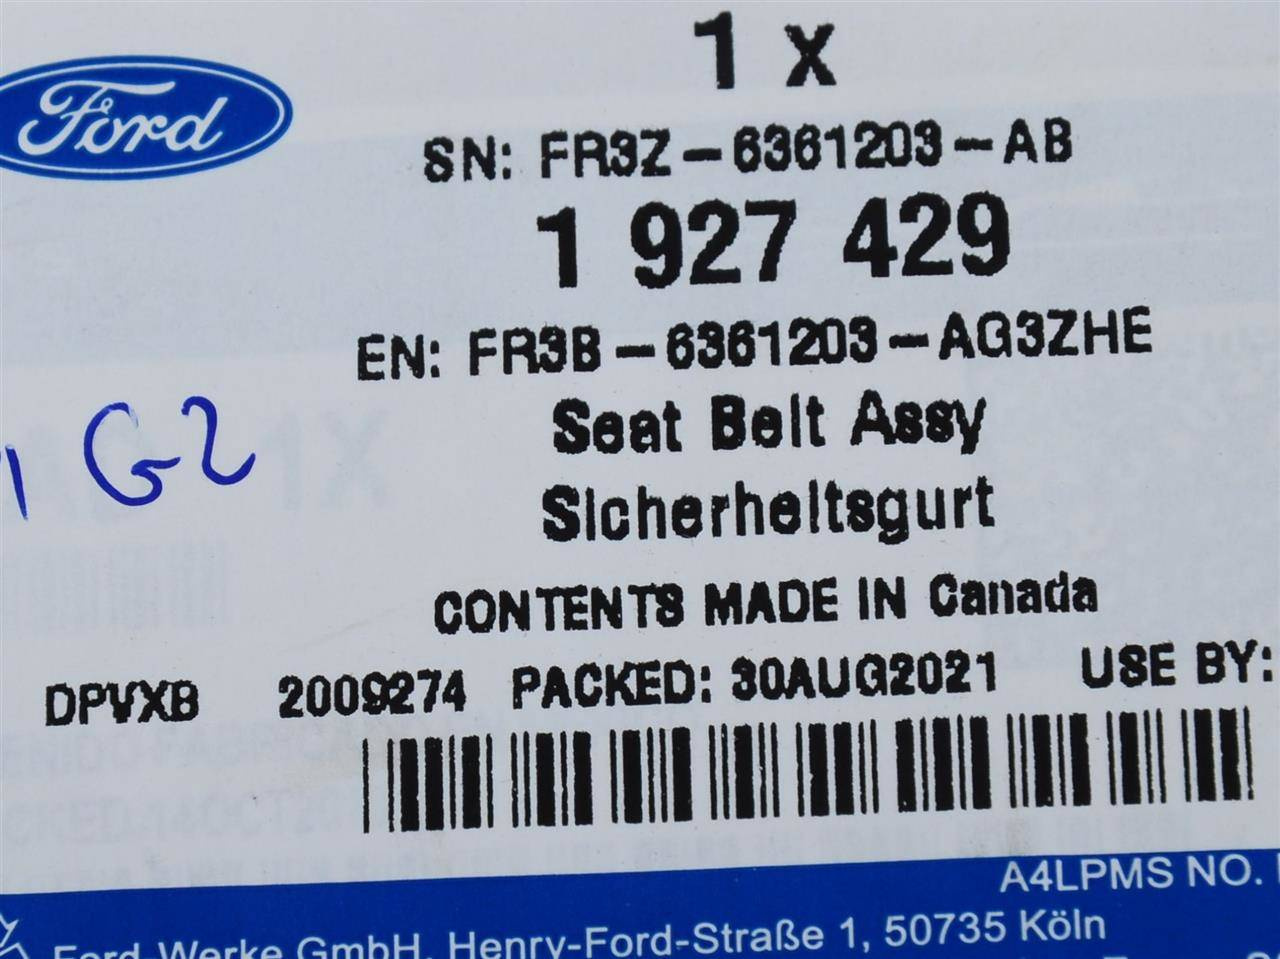 1 x
Ford
SN: FR3Z-6361203-AB
1 927 429
EN: FR3B-6361203-AG3ZHE
Seat Belt Assy
G2
1X
Sicherheitsgurt
CONTENTS MADE IN Canada
DPVXB 2009274 PACKED: 30AUG2021 USE BY:
A4LPMS NO.
Ford-Werke GmbH, Henry-Ford-Straße 1, 50735 Köln